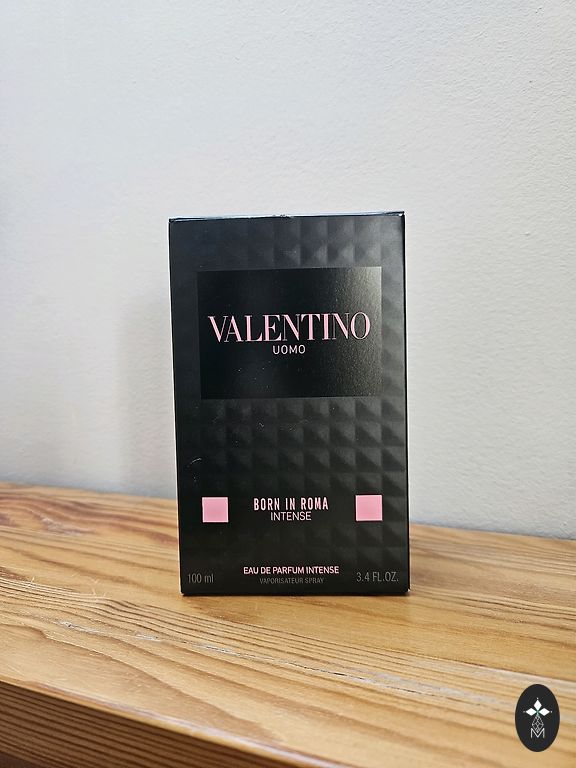 VALENTINO
UOMO
BORN IN ROMA
INTENSE
EAU DE PARFUM INTENSE
100 ml VAPORISATEUR SPRAY 3.4 FL.OZ.
M